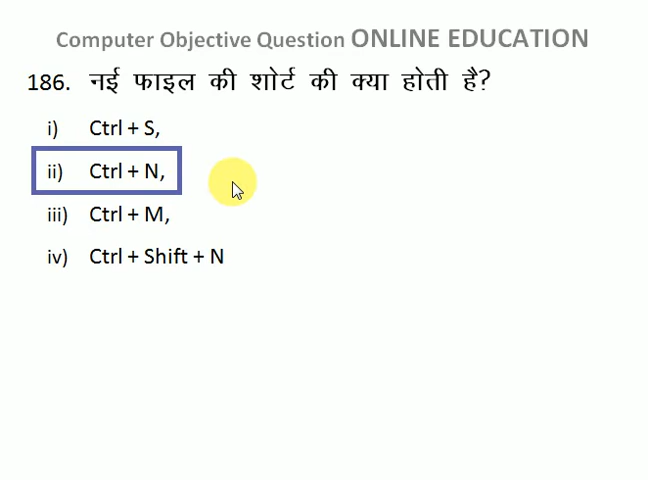 Computer Objective Question ONLINE EDUCATION
186. नई फाइल की शोर्ट की क्या होती है?
i) Ctrl + S,
ii) Ctrl + N,
iii) Ctrl + M,
iv) Ctrl + Shift + N